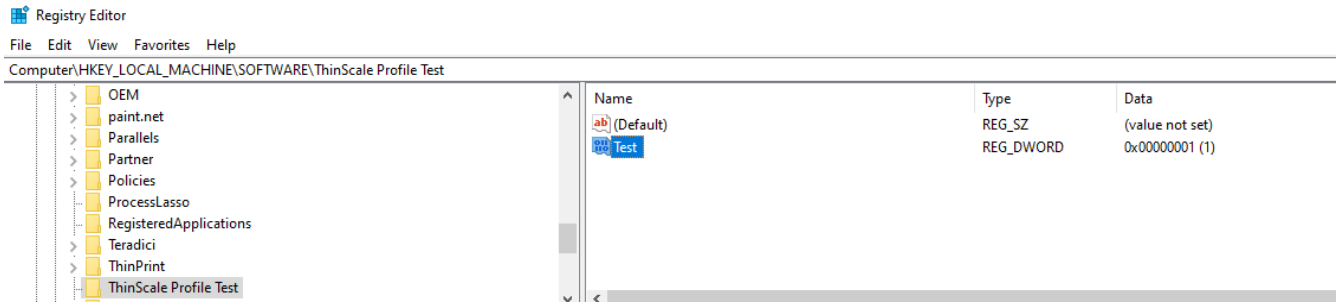 Registry Editor
File Edit View Favorites Help
Computer\HKEY_LOCAL_MACHINE\SOFTWARE\ThinScale Profile Test
OEM
paint.net
Parallels
Partner
Policies
ProcessLasso
RegisteredApplications
Teradici
ThinPrint
ThinScale Profile Test
Name Type Data
ab (Default) REG_SZ (value not set)
Test REG_DWORD 0x00000001 (1)